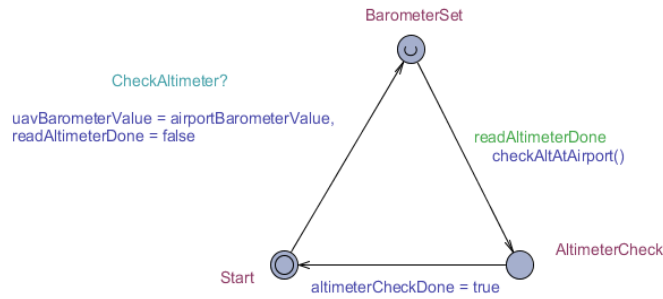 BarometerSet
CheckAltimeter?
uavBarometerValue = airportBarometerValue,
readAltimeterDone = false
readAltimeterDone
checkAltAtAirport()
AltimeterCheck
Start
altimeterCheckDone = true